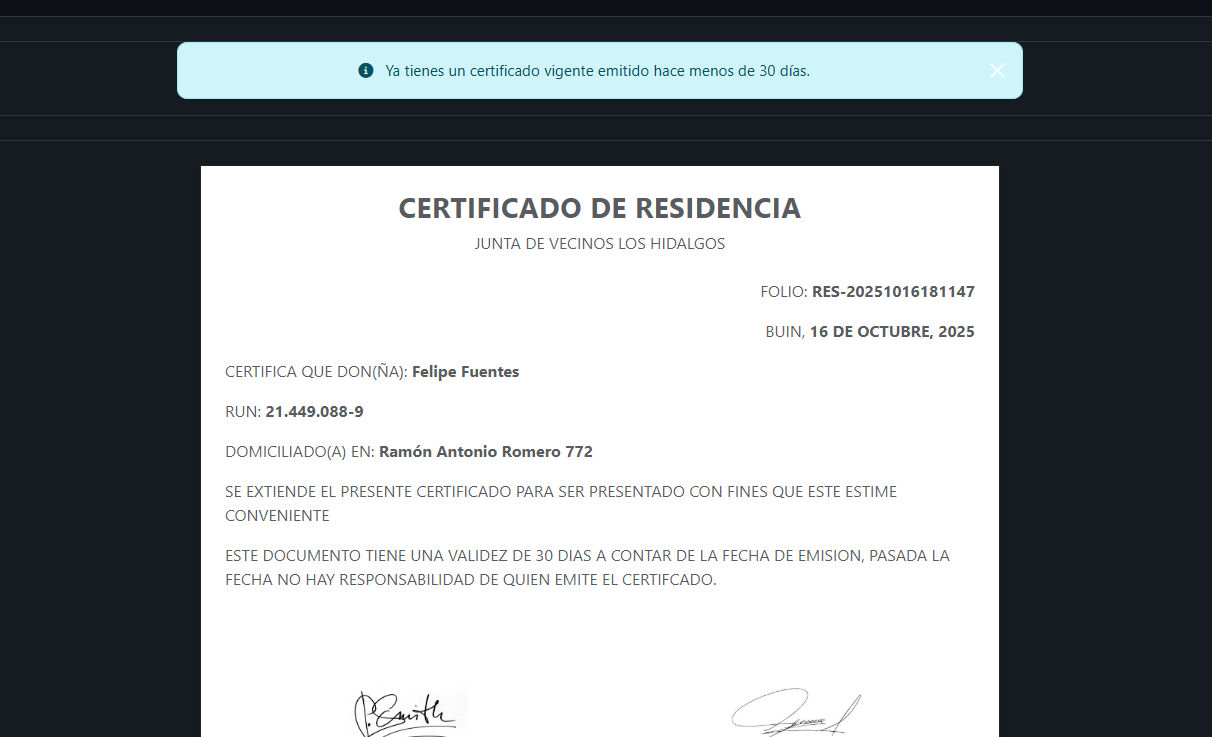 Ya tienes un certificado vigente emitido hace menos de 30 días.
CERTIFICADO DE RESIDENCIA
JUNTA DE VECINOS LOS HIDALGOS
FOLIO: RES-20251016181147
BUIN, 16 DE OCTUBRE, 2025
CERTIFICA QUE DON(ÑA): Felipe Fuentes
RUN: 21.449.088-9
DOMICILIADO(A) EN: Ramón Antonio Romero 772
SE EXTIENDE EL PRESENTE CERTIFICADO PARA SER PRESENTADO CON FINES QUE ESTE ESTIME
CONVENIENTE
ESTE DOCUMENTO TIENE UNA VALIDEZ DE 30 DIAS A CONTAR DE LA FECHA DE EMISION, PASADA LA
FECHA NO HAY RESPONSABILIDAD DE QUIEN EMITE EL CERTIFCADO.